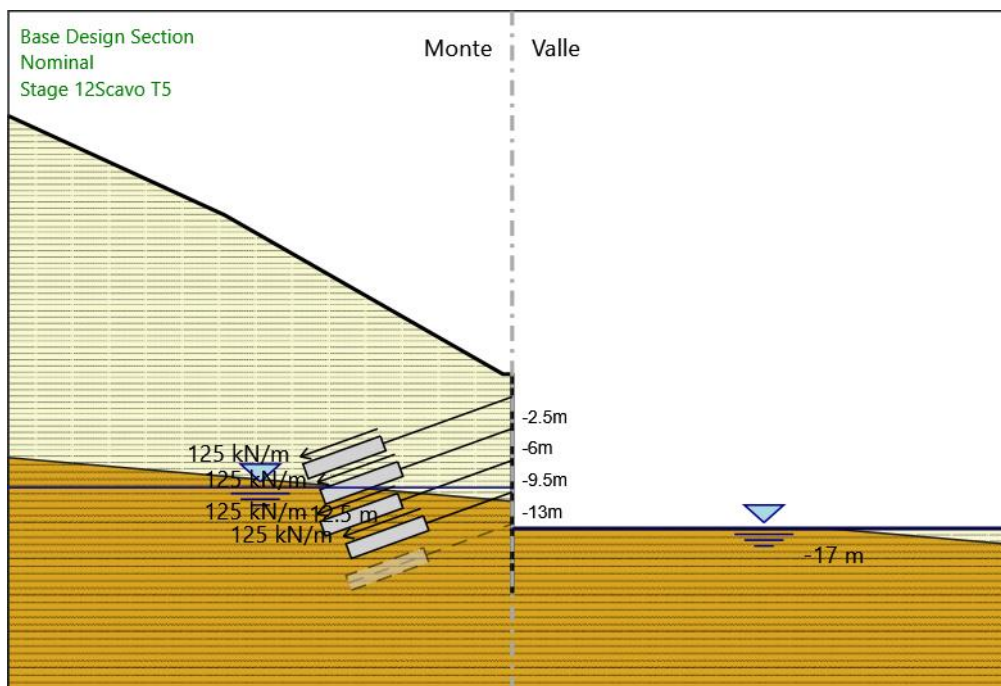 Base Design Section
Nominal
Stage 12Scavo T5
Monte
Valle
-2.5m
-6m
125 kN/m
125 kN/m
-9.5m
125 kN/m
-12.5 m
-13m
125 kN/m
-17 m